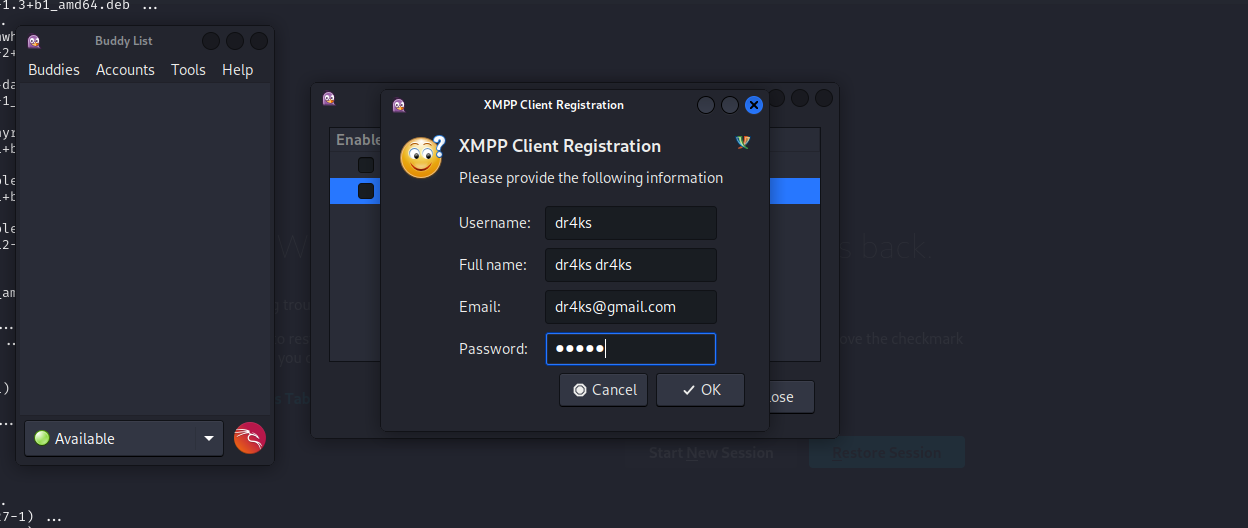 -1.3+b1_amd64.deb ...
Buddy List
Buddies Accounts Tools Help
XMPP Client Registration
Enable
XMPP Client Registration
Please provide the following information
Username: dr4ks
Full name: dr4ks dr4ks
Email: dr4ks@gmail.com
Password: ●●●●●
Cancel OK
s back
ove the checkmark
Available
Start New Session Restore Session
27-1) ...